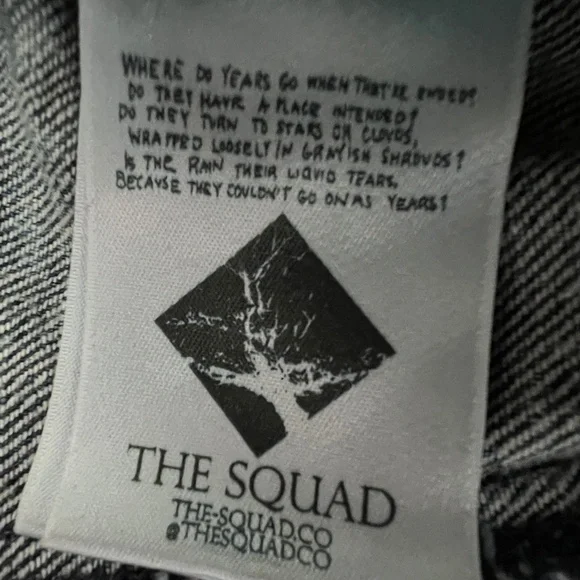 WHERE DO YEARS GO WHEN THEY'RE ENDED?
DO THEY HAVE A PLACE INTENDED?
DO THEY TURN TO STARS OR CLOUDS,
WRAPPED LOOSELY IN GRAYISH SHROUDS?
IS THE RAIN THEIR LIQUID TEARS,
BECAUSE THEY COULDN'T GO ON AS YEARS?
THE SQUAD
THE-SQUAD.CO
@THESQUADCO